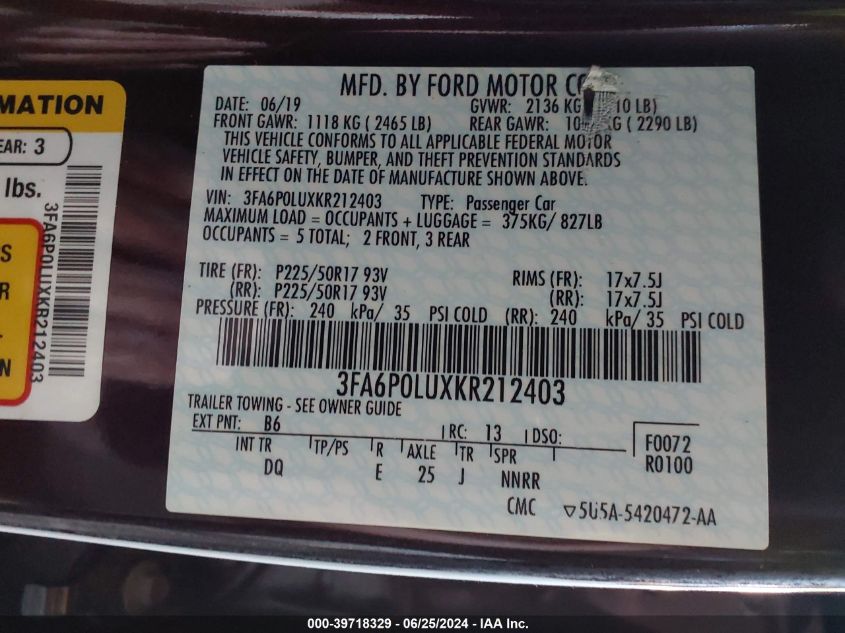 MATION
EAR: 3
lbs.
S
R
L.
N
3FA6P0LUXKR212403
MFD. BY FORD MOTOR CO
DATE: 06/19 GVWR: 2136 KG 10 LB)
FRONT GAWR: 1118 KG ( 2465 LB) REAR GAWR: KG ( 2290 LB)
THIS VEHICLE CONFORMS TO ALL APPLICABLE FEDERAL MOTOR
VEHICLE SAFETY, BUMPER, AND THEFT PREVENTION STANDARDS
IN EFFECT ON THE DATE OF MANUFACTURE SHOWN ABOVE.
VIN: 3FA6P0LUXKR212403 TYPE: Passenger Car
MAXIMUM LOAD = OCCUPANTS + LUGGAGE = 375KG/ 827LB
OCCUPANTS = 5 TOTAL; 2 FRONT, 3 REAR
TIRE (FR): P225/50R17 93V RIMS (FR): 17x7.5J
(RR): P225/50R17 93V (RR): 17x7.5J
PRESSURE (FR): 240 kPa/ 35 PSI COLD (RR): 240 kPa/ 35 PSI COLD
3FA6P0LUXKR212403
TRAILER TOWING - SEE OWNER GUIDE
EXT PNT: B6 RC: 13 DSO: F0072
INT TR TP/PS R AXLE TR SPR R0100
DQ E 25 J NNRR
CMC ▽5U5A-5420472-AA
000-39718329 - 06/25/2024 - IAA Inc.